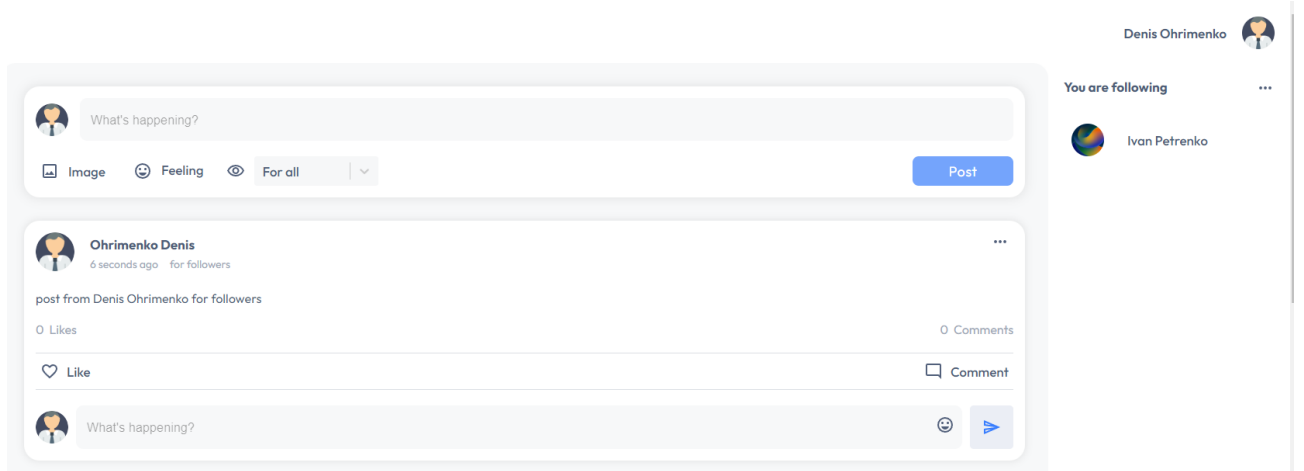 Denis Ohrimenko
You are following
Ivan Petrenko
What's happening?
Image Feeling For all Post
Ohrimenko Denis
6 seconds ago for followers
post from Denis Ohrimenko for followers
0 Likes 0 Comments
Like Comment
What's happening?